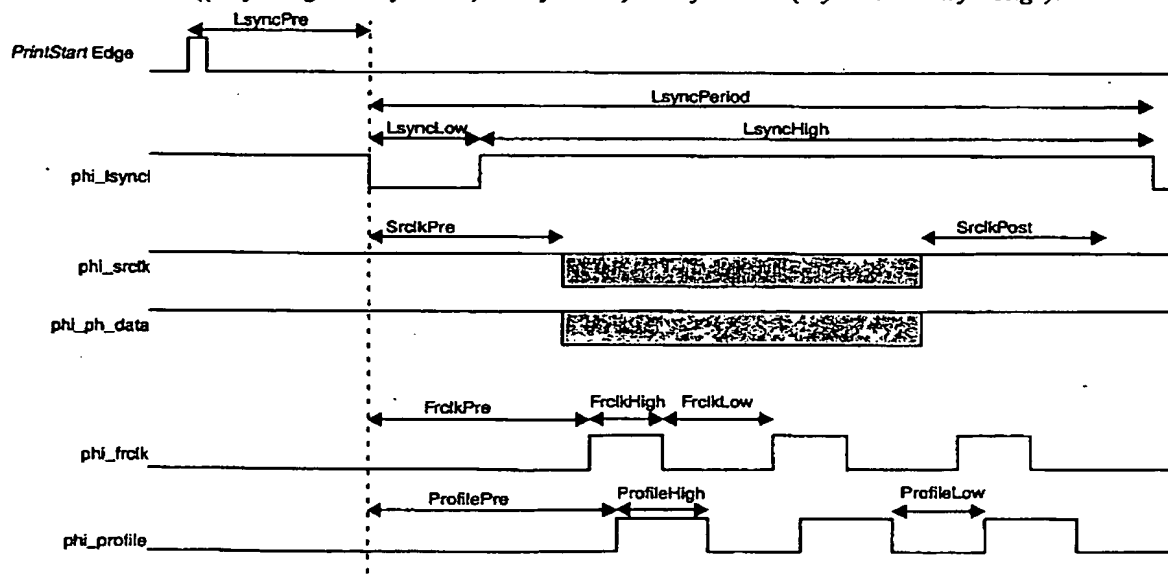 LsyncPre
PrintStart Edge
LsyncPeriod
LsyncLow LsyncHigh
phi_lsyncl
SrclkPre SrclkPost
phi_srclk
phi_ph_data
FrclkPre FrclkHigh FrclkLow
phi_frclk
ProfilePre ProfileHigh ProfileLow
phi_profile